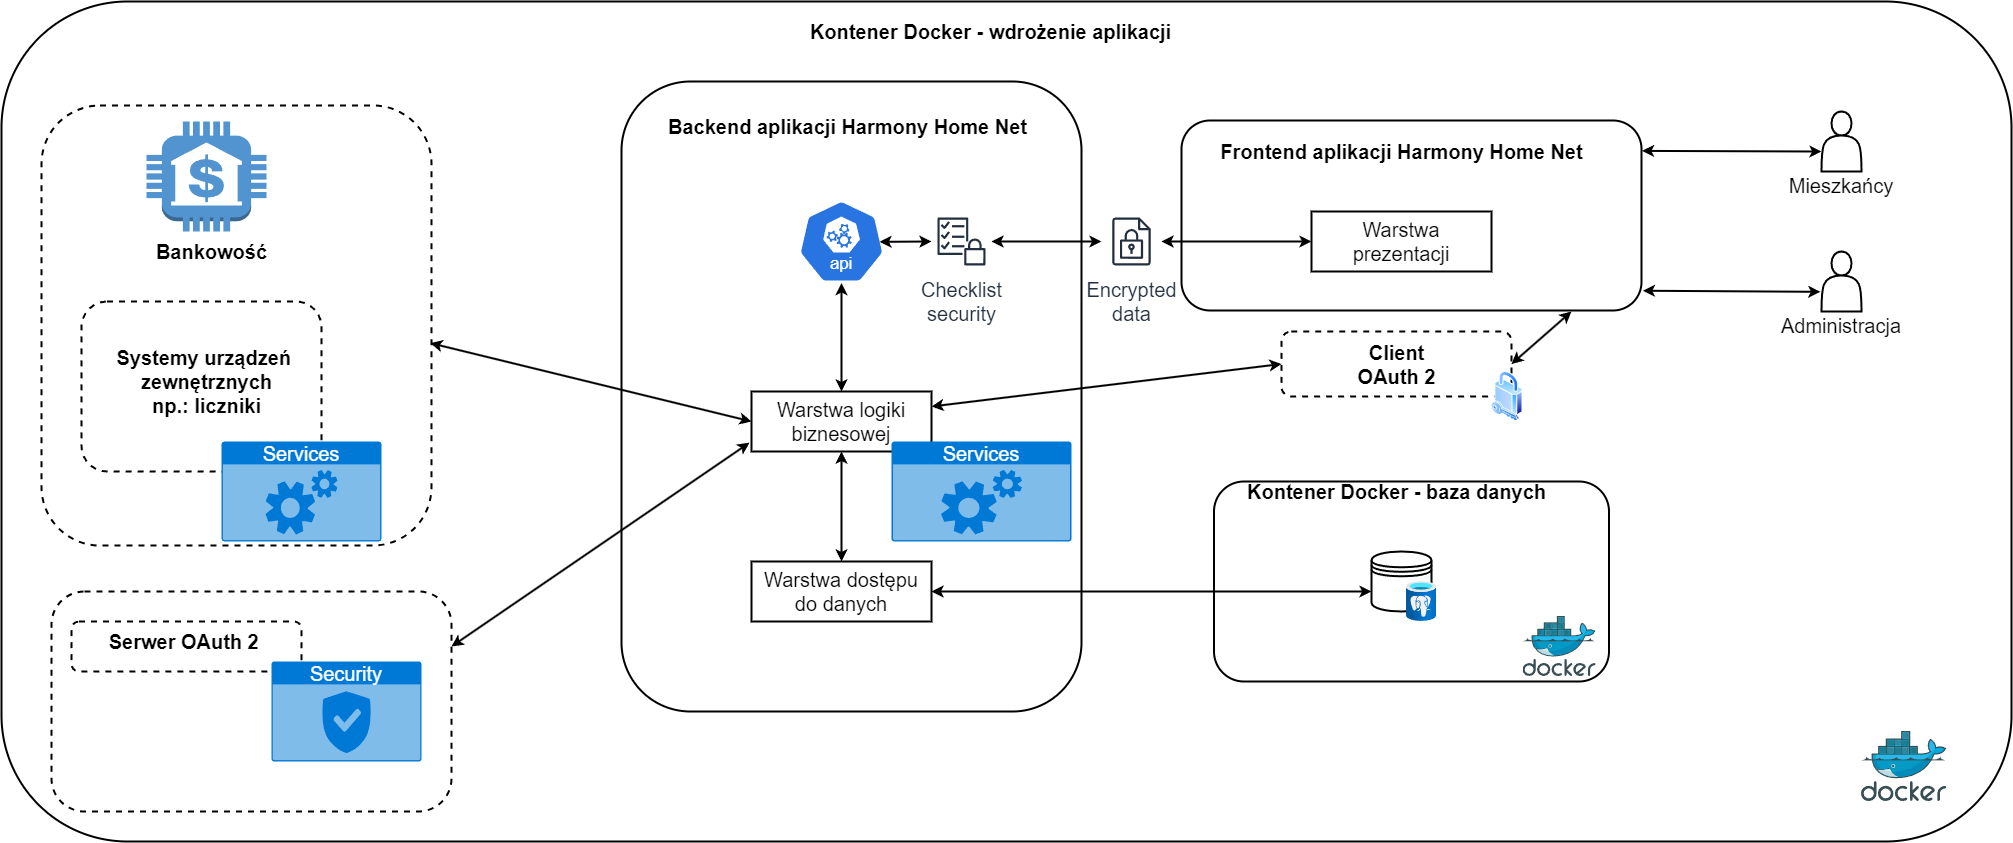 Kontener Docker - wdrożenie aplikacji
Bankowość
Systemy urządzeń
zewnętrznych
np.: liczniki
Services
Serwer OAuth 2
Security
Backend aplikacji Harmony Home Net
api
Checklist
security
Encrypted
data
Warstwa logiki
biznesowej
Services
Warstwa dostępu
do danych
Frontend aplikacji Harmony Home Net
Warstwa
prezentacji
Client
OAuth 2
Kontener Docker - baza danych
docker
Mieszkańcy
Administracja
docker